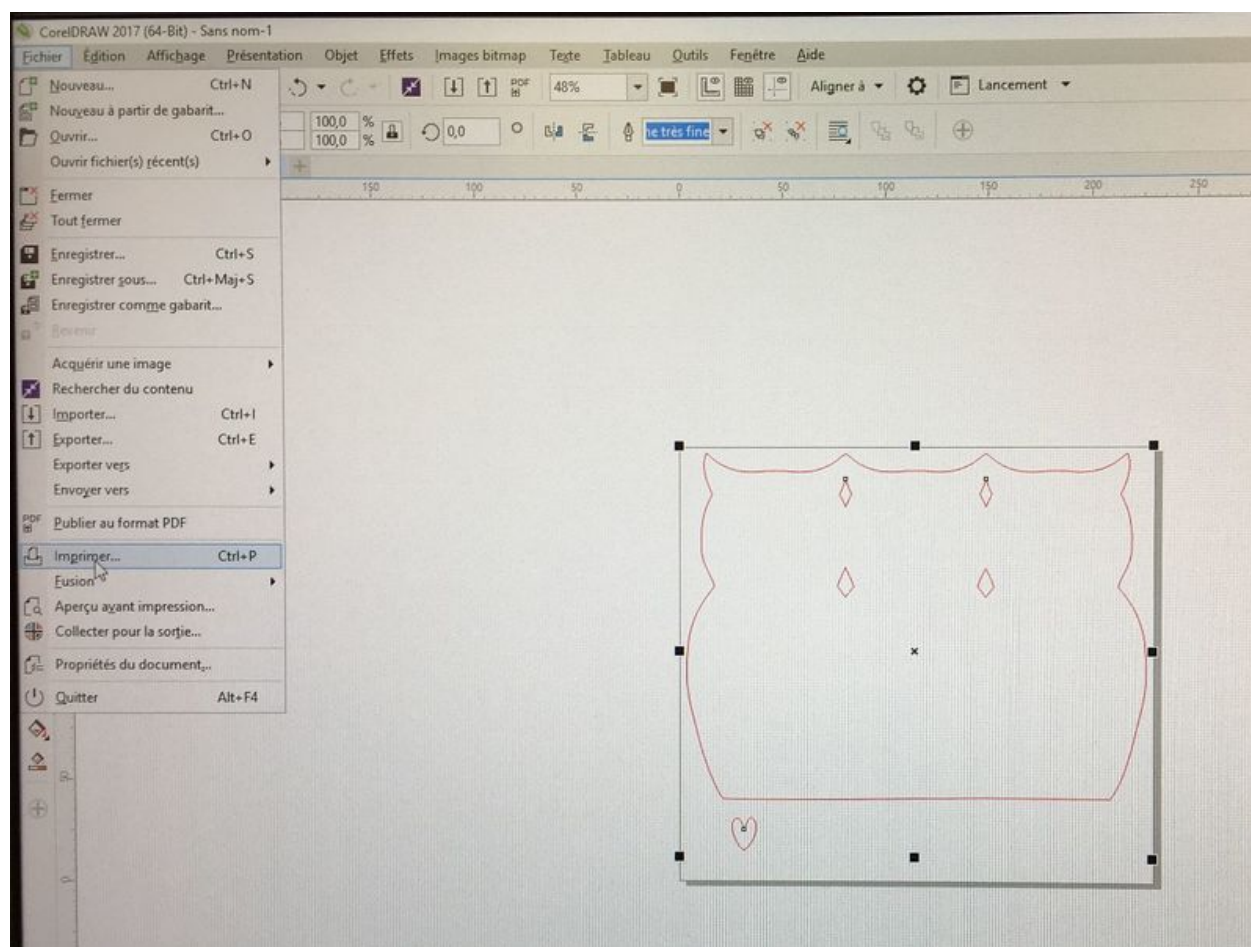 CorelDRAW 2017 (64-Bit) - Sans nom-1
Fichier Édition Affichage Présentation Objet Effets Images bitmap Texte Tableau Outils Fenêtre Aide
Nouveau... Ctrl+N
PDF 48% Aligner à Lancement
Nouveau à partir de gabarit...
100,0 %
100,0 %
0,0
ne très fine
Ouvrir... Ctrl+O
Ouvrir fichier(s) récent(s)
150 100 50 0 50 100 150 200 250
Fermer
Tout fermer
Enregistrer... Ctrl+S
Enregistrer sous... Ctrl+Maj+S
Enregistrer comme gabarit...
Revenir
Acquérir une image
Rechercher du contenu
Importer... Ctrl+I
Exporter... Ctrl+E
Exporter vers
Envoyer vers
PDF Publier au format PDF
Imprimer... Ctrl+P
Fusion
Aperçu avant impression...
Collecter pour la sortie...
Propriétés du document...
Quitter Alt+F4
0